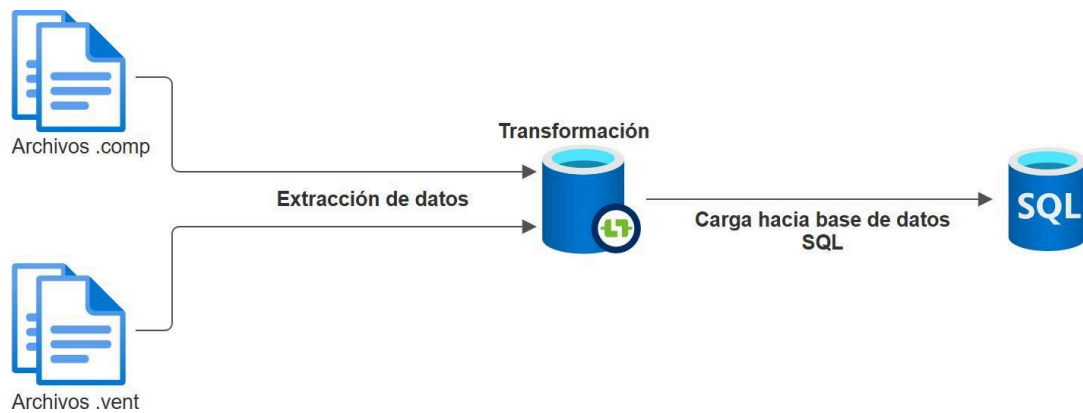 Archivos .comp
Transformación
Extracción de datos
Carga hacia base de datos
SQL
SQL
Archivos .vent